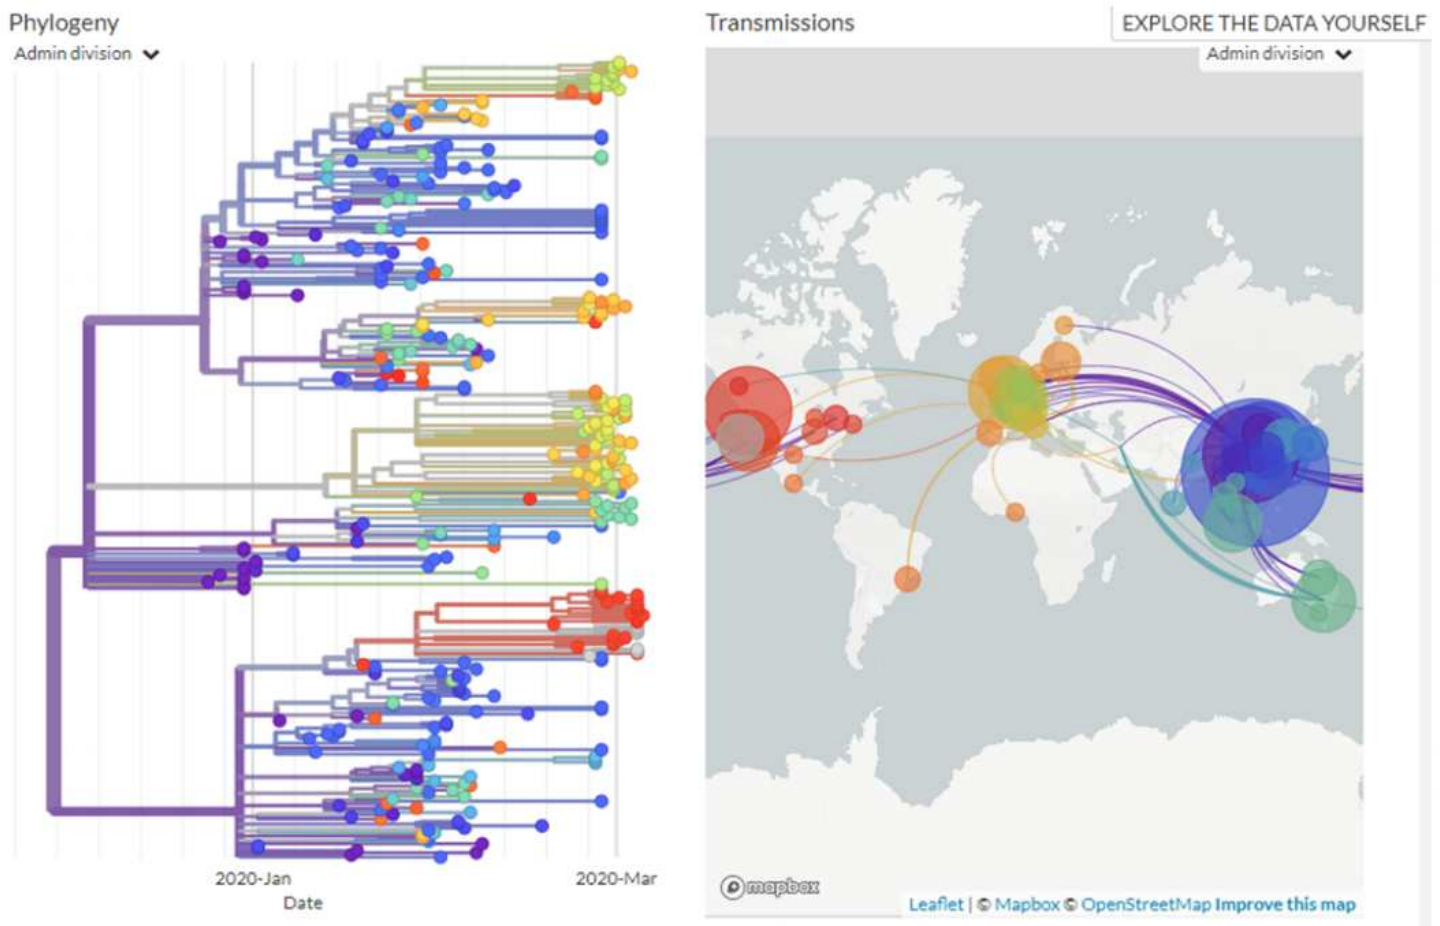 Phylogeny
Admin division
2020-Jan
2020-Mar
Date
Transmissions
EXPLORE THE DATA YOURSELF
Admin division
mapbox
Leaflet | © Mapbox © OpenStreetMap Improve this map